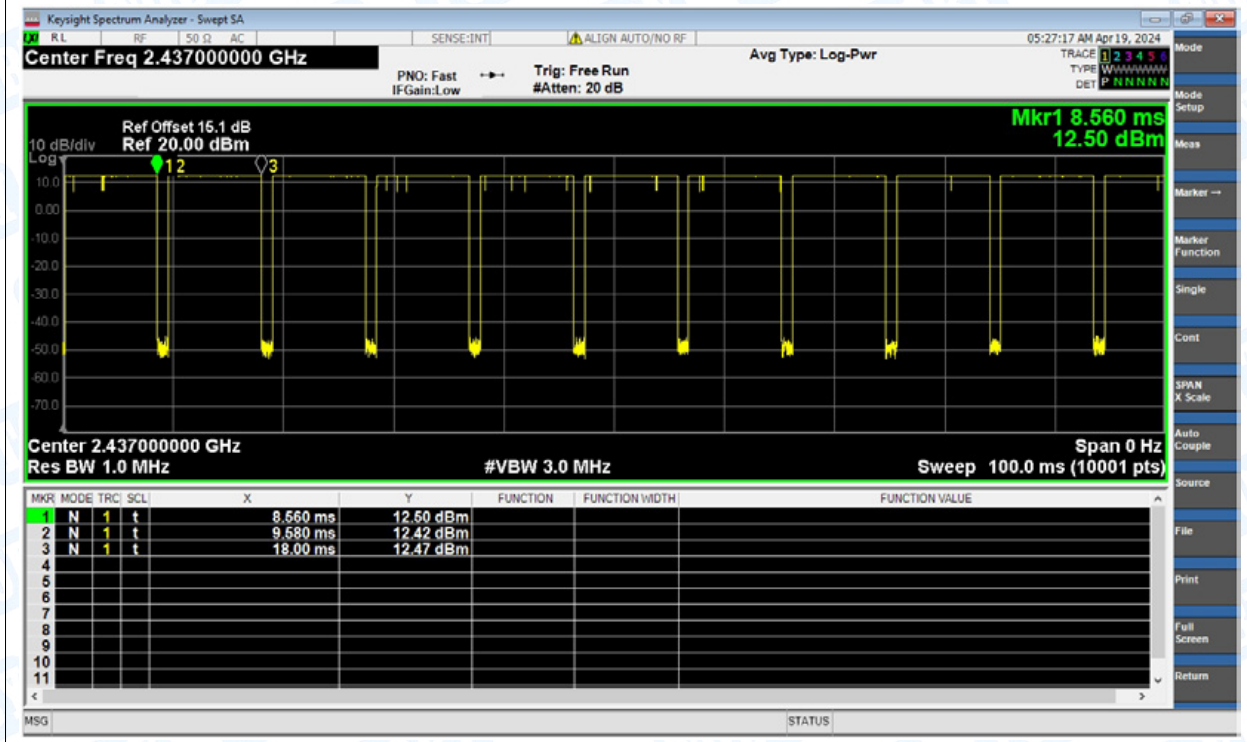 Keysight Spectrum Analyzer - Swept SA
RL RF 50 Ω AC SENSE:INT ALIGN AUTO/NO RF 05:27:17 AM Apr 19, 2024
Center Freq 2.437000000 GHz
PNO: Fast
IFGain:Low
Trig: Free Run
#Atten: 20 dB
Avg Type: Log-Pwr
TRACE 1 2 3 4 5 6
TYPE WWWWWW
DET P N N N N N
Ref Offset 15.1 dB
10 dB/div Ref 20.00 dBm
Log
Mkr1 8.560 ms
12.50 dBm
1 2 3
10.0
0.00
-10.0
-20.0
-30.0
-40.0
-50.0
-60.0
-70.0
Center 2.437000000 GHz Span 0 Hz
Res BW 1.0 MHz #VBW 3.0 MHz Sweep 100.0 ms (10001 pts)
MKR MODE TRC SCL X Y FUNCTION FUNCTION WIDTH FUNCTION VALUE
1 N 1 t 8.560 ms 12.50 dBm
2 N 1 t 9.580 ms 12.42 dBm
3 N 1 t 18.00 ms 12.47 dBm
4
5
6
7
8
9
10
11
MSG STATUS
Mode
Mode
Setup
Meas
Marker →
Marker
Function
Single
Cont
SPAN
X Scale
Auto
Couple
Source
File
Print
Full
Screen
Return